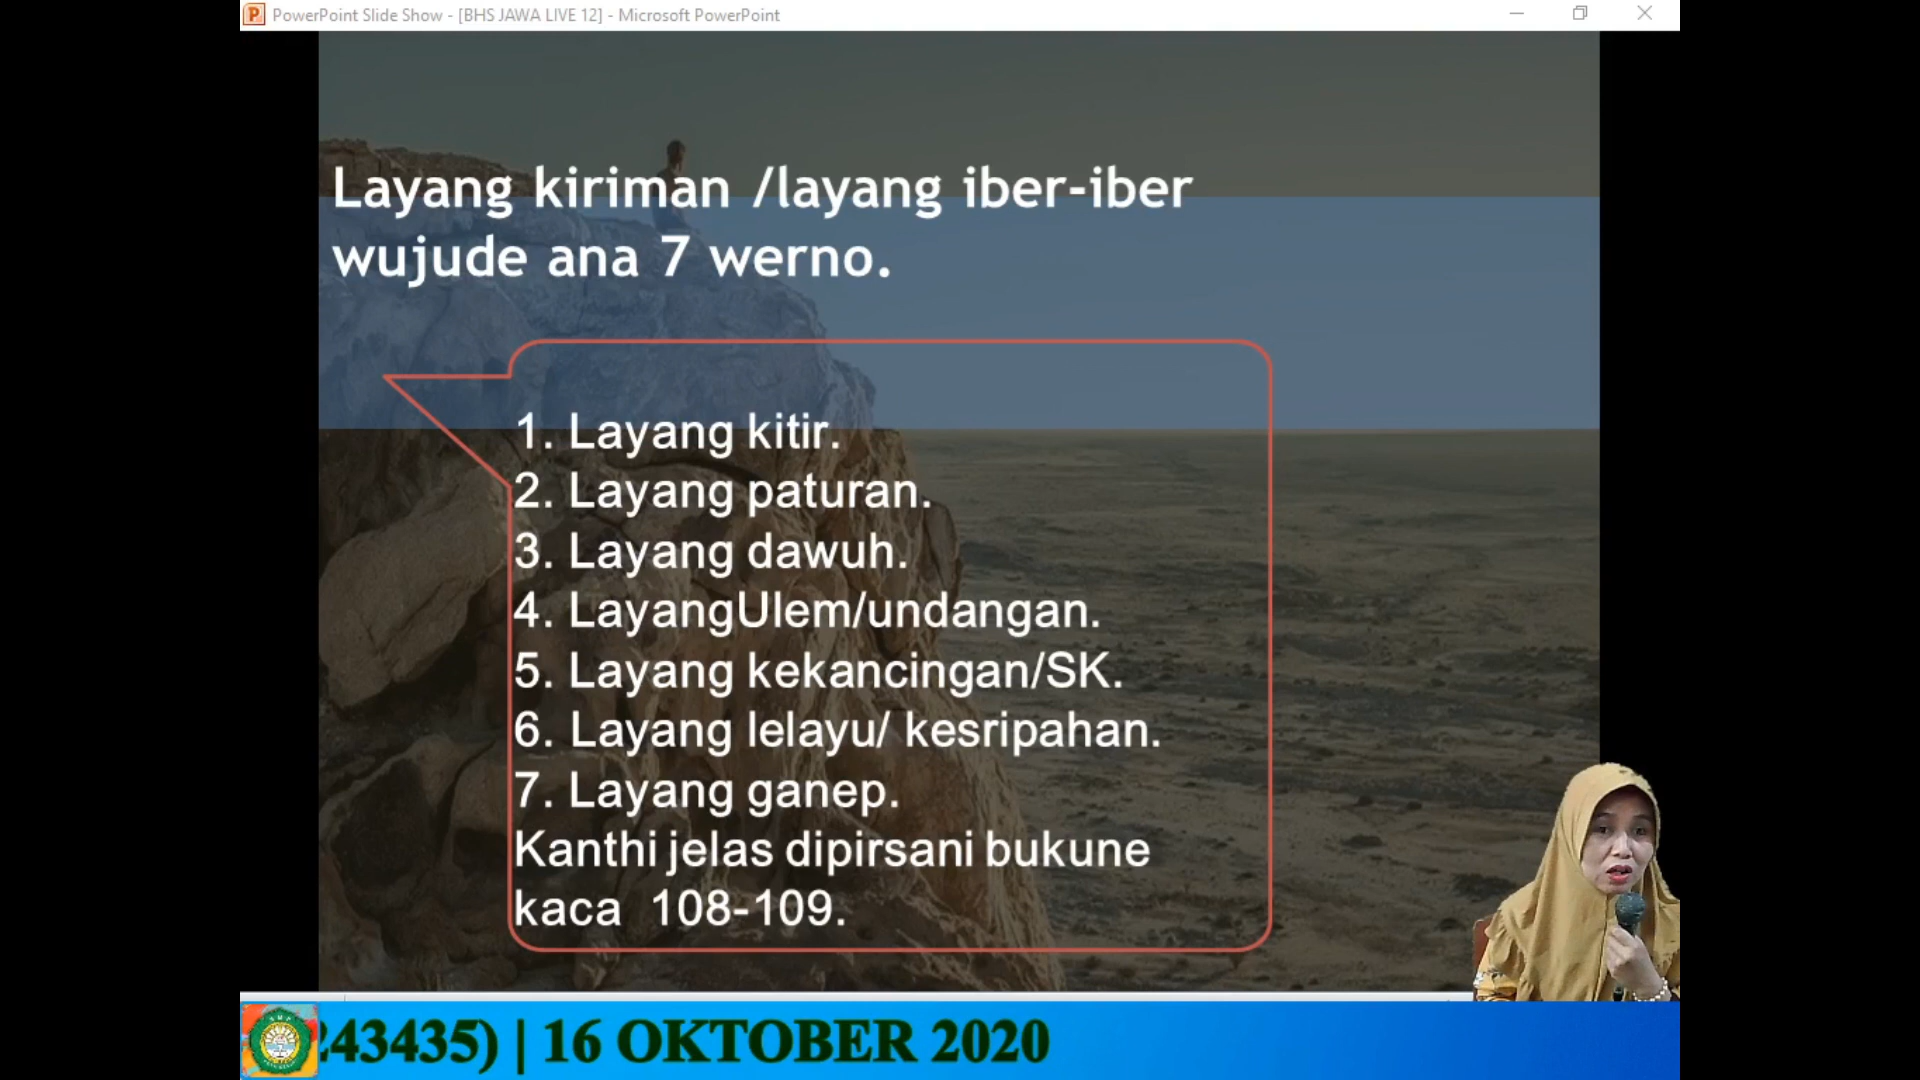 PowerPoint Slide Show - [BHS JAWA LIVE 12] - Microsoft PowerPoint
Layang kiriman /layang iber-iber
wujude ana 7 werno.
1. Layang kitir.
2. Layang paturan.
3. Layang dawuh.
4. LayangUlem/undangan.
5. Layang kekancingan/SK.
6. Layang lelayu/ kesripahan.
7. Layang ganep.
Kanthi jelas dipirsani bukune
kaca 108-109.
243435) | 16 OKTOBER 2020